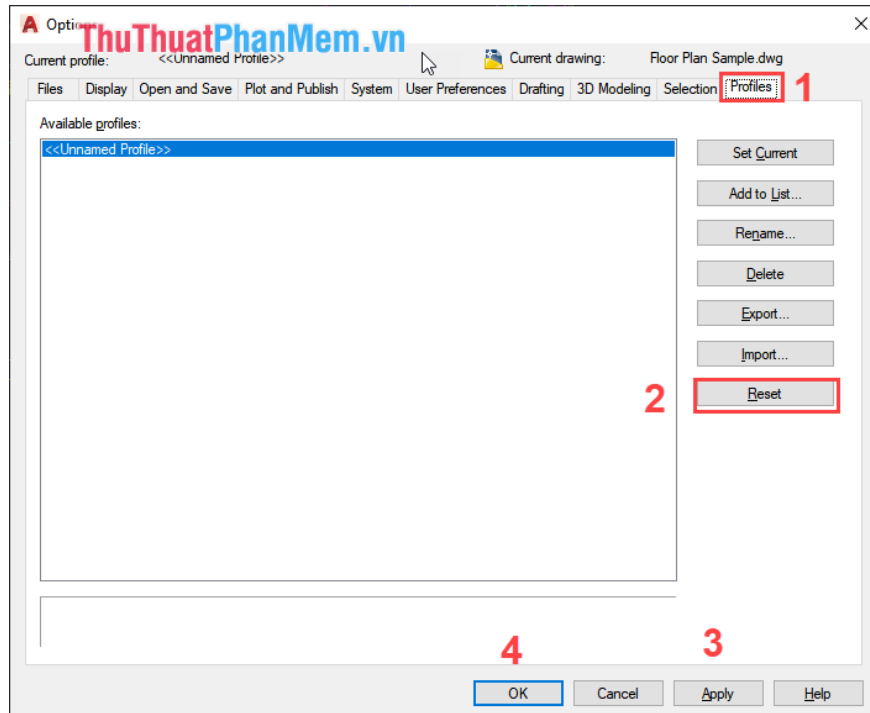 Options
ThuThuatPhanMem.vn
Current profile: <<Unnamed Profile>> Current drawing: Floor Plan Sample.dwg
Files Display Open and Save Plot and Publish System User Preferences Drafting 3D Modeling Selection Profiles 1
Available profiles:
<<Unnamed Profile>>
Set Current
Add to List...
Rename...
Delete
Export...
Import...
2 Reset
4 3
OK Cancel Apply Help